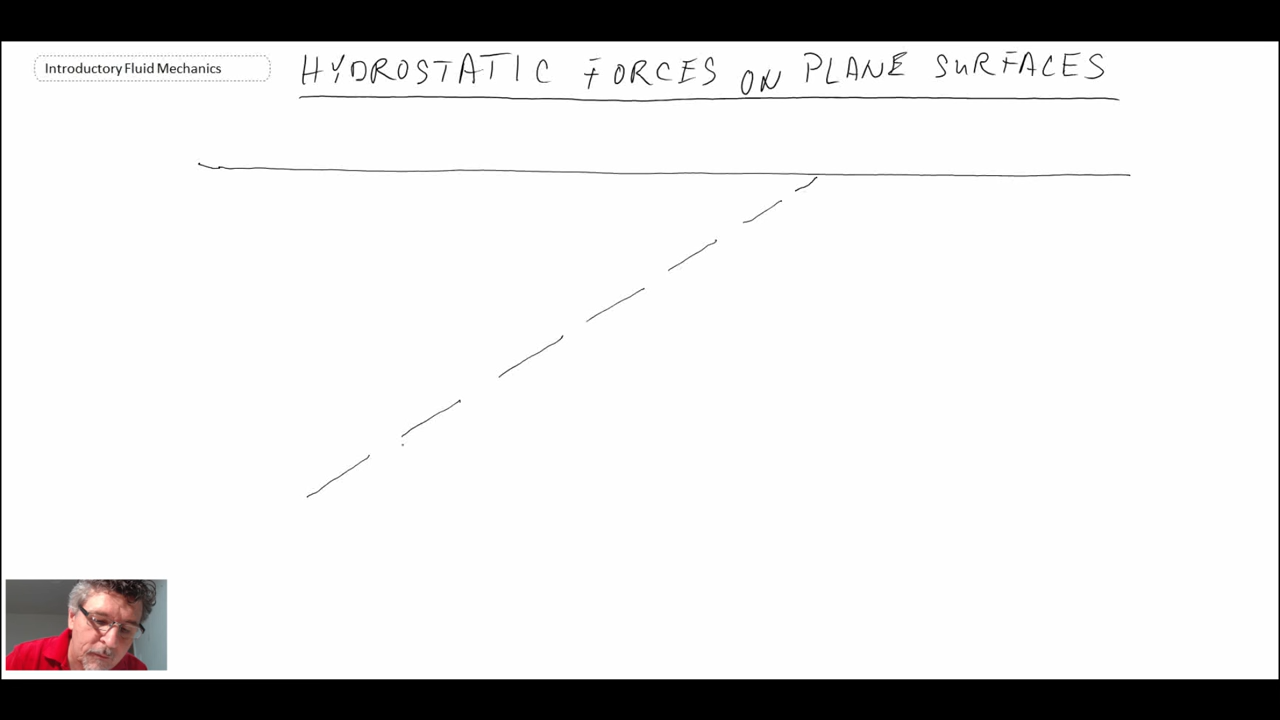 Introductory Fluid Mechanics
HYDROSTATIC FORCES ON PLANE SURFACES